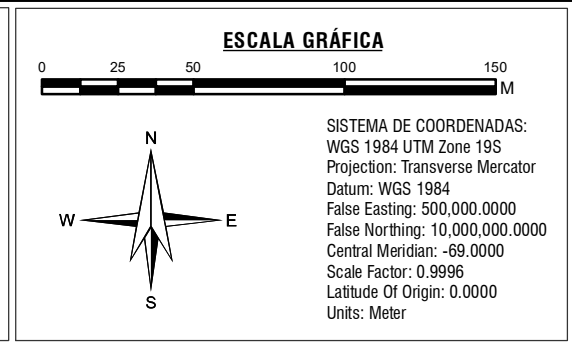 ESCALA GRÁFICA
0 25 50 100 150
M
N
W E
S
SISTEMA DE COORDENADAS:
WGS 1984 UTM Zone 19S
Projection: Transverse Mercator
Datum: WGS 1984
False Easting: 500,000.0000
False Northing: 10,000,000.0000
Central Meridian: -69.0000
Scale Factor: 0.9996
Latitude Of Origin: 0.0000
Units: Meter